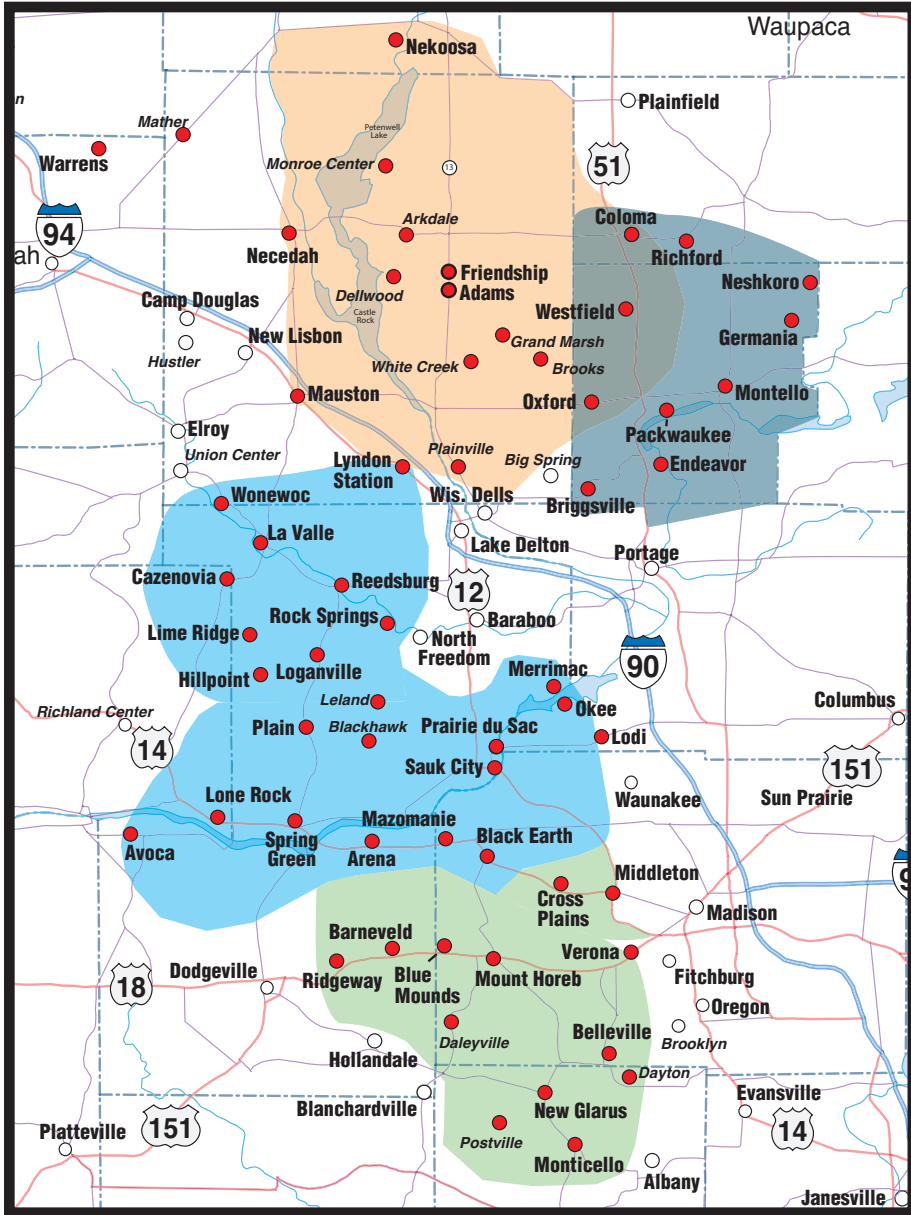 Waupaca
Nekoosa
n
Plainfield
Mather
Petenwell
Lake
Warrens
Monroe Center
13
51
94
ah
Necedah
Arkdale
Coloma
Richford
Friendship
Adams
Neshkoro
Dellwood
Castle
Rock
Camp Douglas
Westfield
Germania
New Lisbon
Hustler
Grand Marsh
White Creek
Brooks
Mauston
Oxford
Montello
Packwaukee
Elroy
Union Center
Lyndon
Station
Plainville
Big Spring
Endeavor
Wonewoc
Wis. Dells
Briggsville
La Valle
Lake Delton
Portage
Cazenovia
Reedsburg
12
Rock Springs
Baraboo
Lime Ridge
North
Freedom
90
Hillpoint
Loganville
Merrimac
Leland
Okee
Richland Center
Columbus
Plain
Blackhawk
Prairie du Sac
Lodi
14
Sauk City
151
Waunakee
Sun Prairie
Lone Rock
Mazomanie
Avoca
Spring
Green
Arena
Black Earth
9
Middleton
Cross
Plains
Madison
Barneveld
Verona
Ridgeway
Blue
Mounds
Mount Horeb
Fitchburg
18
Dodgeville
Oregon
Daleyville
Belleville
Brooklyn
Hollandale
Dayton
Blanchardville
New Glarus
Evansville
151
14
Platteville
Postville
Monticello
Albany
Janesville